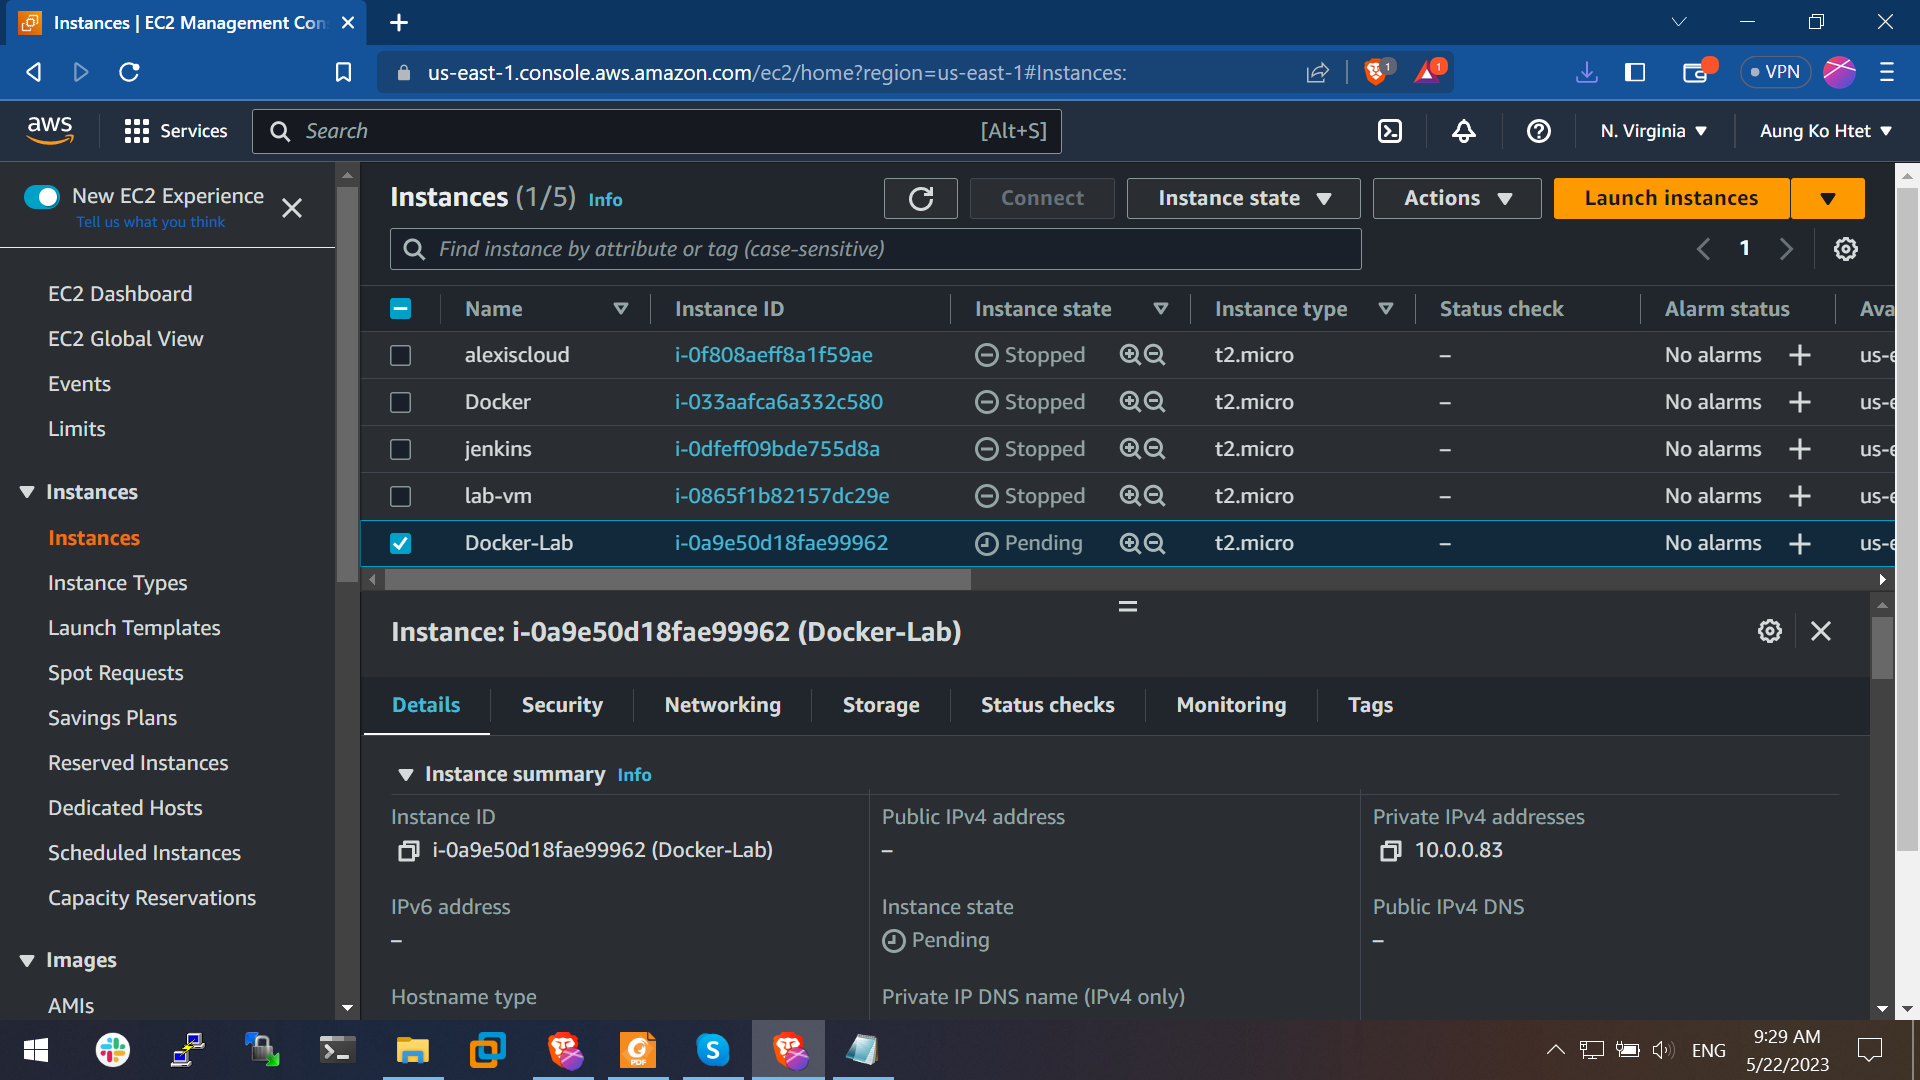 Instances | EC2 Management Con
us-east-1.console.aws.amazon.com/ec2/home?region=us-east-1#Instances:
1
1
VPN
aws
Services
Search
[Alt+S]
N. Virginia
Aung Ko Htet
New EC2 Experience
Tell us what you think
EC2 Dashboard
EC2 Global View
Events
Limits
Instances
Instances
Instance Types
Launch Templates
Spot Requests
Savings Plans
Reserved Instances
Dedicated Hosts
Scheduled Instances
Capacity Reservations
Images
AMIs
Instances (1/5) Info
Connect
Instance state
Actions
Launch instances
Find instance by attribute or tag (case-sensitive)
1
Name Instance ID Instance state Instance type Status check Alarm status Ava
alexiscloud i-0f808aeff8a1f59ae Stopped t2.micro – No alarms us-e
Docker i-033aafca6a332c580 Stopped t2.micro – No alarms us-e
jenkins i-0dfeff09bde755d8a Stopped t2.micro – No alarms us-e
lab-vm i-0865f1b82157dc29e Stopped t2.micro – No alarms us-e
Docker-Lab i-0a9e50d18fae99962 Pending t2.micro – No alarms us-e
Instance: i-0a9e50d18fae99962 (Docker-Lab)
Details Security Networking Storage Status checks Monitoring Tags
Instance summary Info
Instance ID
i-0a9e50d18fae99962 (Docker-Lab)
Public IPv4 address
–
Private IPv4 addresses
10.0.0.83
IPv6 address
–
Instance state
Pending
Public IPv4 DNS
–
Hostname type
Private IP DNS name (IPv4 only)
PDF
S
ENG
9:29 AM
5/22/2023